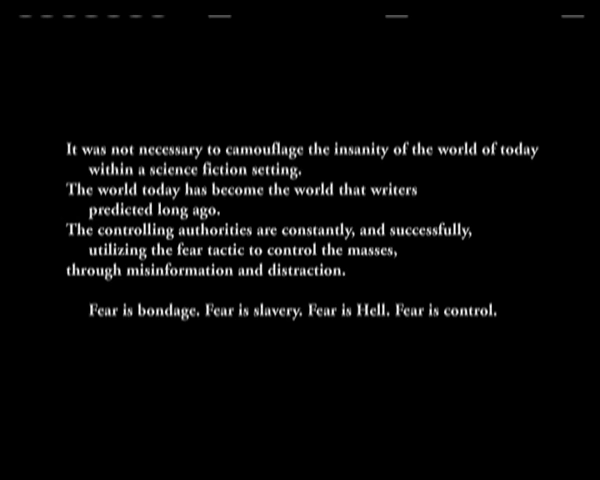 It was not necessary to camouflage the insanity of the world of today
within a science fiction setting.
The world today has become the world that writers
predicted long ago.
The controlling authorities are constantly, and successfully,
utilizing the fear tactic to control the masses,
through misinformation and distraction.
Fear is bondage. Fear is slavery. Fear is Hell. Fear is control.